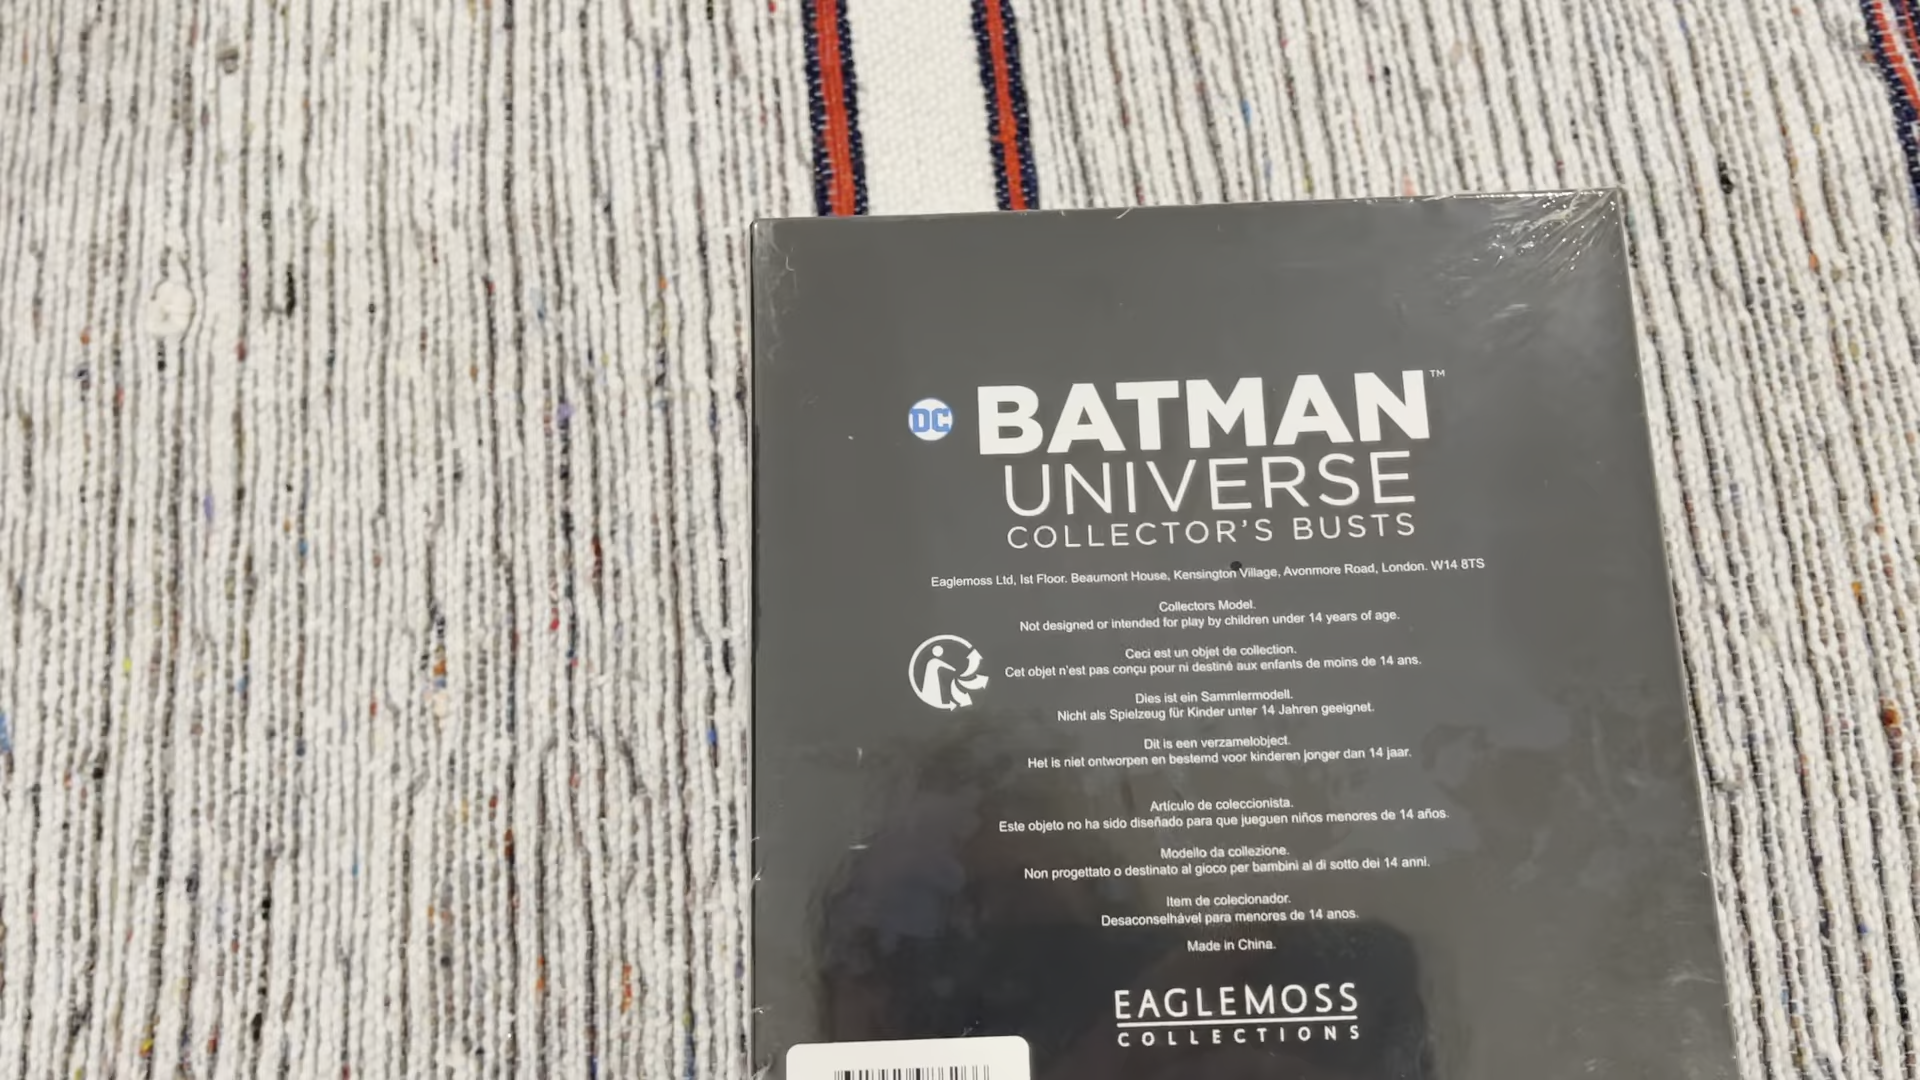 DC
BATMAN™
UNIVERSE
COLLECTOR'S BUSTS
Eaglemoss Ltd, Ist Floor. Beaumont House, Kensington Village, Avonmore Road, London. W14 8TS
Collectors Model.
Not designed or intended for play by children under 14 years of age.
Ceci est un objet de collection.
Cet objet n'est pas conçu pour ni destiné aux enfants de moins de 14 ans.
Dies ist ein Sammlermodell.
Nicht als Spielzeug für Kinder unter 14 Jahren geeignet.
Dit is een verzamelobject.
Het is niet ontworpen en bestemd voor kinderen jonger dan 14 jaar.
Artículo de coleccionista.
Este objeto no ha sido diseñado para que jueguen niños menores de 14 años.
Modello da collezione.
Non progettato o destinato al gioco per bambini al di sotto dei 14 anni.
Item de colecionador.
Desaconselhável para menores de 14 anos.
Made in China.
EAGLEMOSS
COLLECTIONS